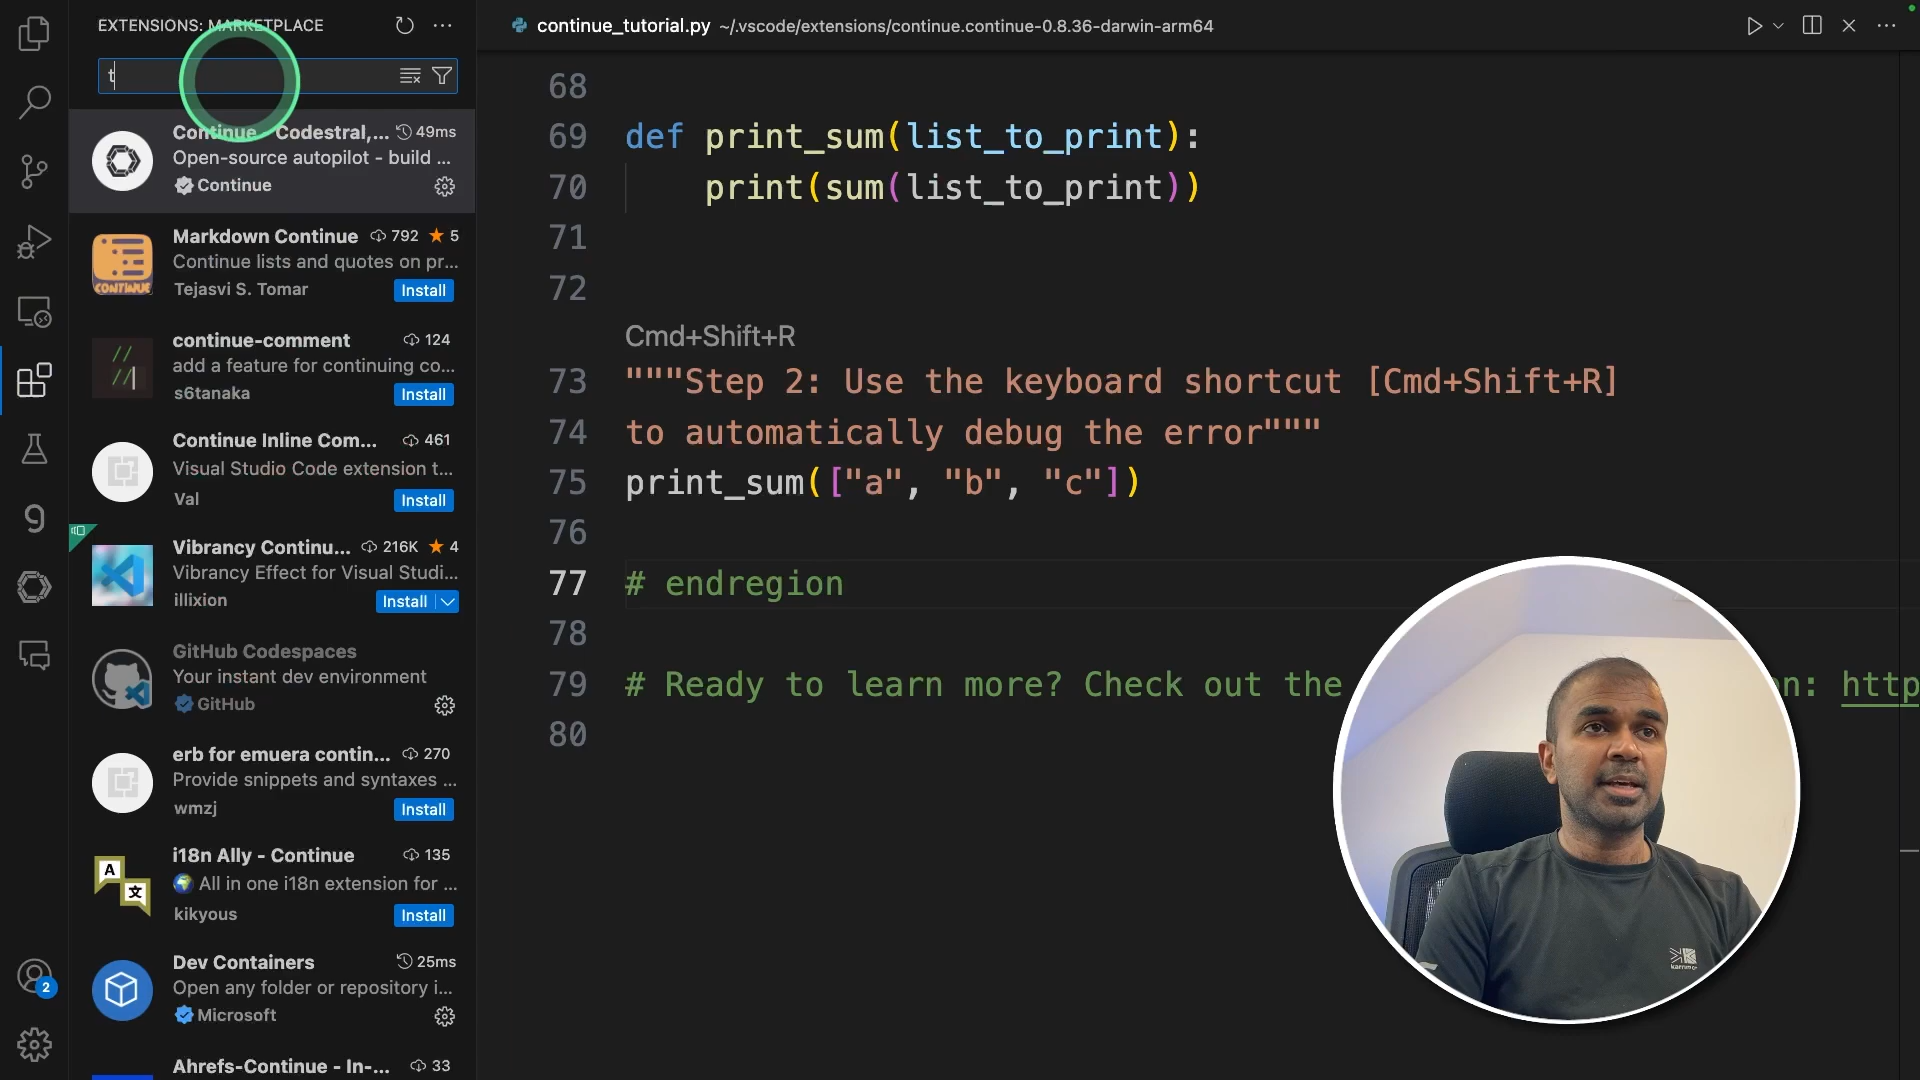 EXTENSIONS: MARKETPLACE
t
Continue - Codestral,... 49ms
Open-source autopilot - build ...
Continue
Markdown Continue 792 ★ 5
Continue lists and quotes on pr...
Tejasvi S. Tomar Install
CONTINUE
continue-comment 124
//
//
add a feature for continuing co...
s6tanaka Install
Continue Inline Com... 461
Visual Studio Code extension t...
Val Install
Vibrancy Continu... 216K ★ 4
Vibrancy Effect for Visual Studi...
illixion Install
GitHub Codespaces
Your instant dev environment
GitHub
erb for emuera contin... 270
Provide snippets and syntaxes ...
wmzj Install
i18n Ally - Continue 135
A
文
All in one i18n extension for ...
kikyous Install
Dev Containers 25ms
Open any folder or repository i...
Microsoft
Ahrefs-Continue - In-... 33
2
continue_tutorial.py ~/.vscode/extensions/continue.continue-0.8.36-darwin-arm64
68
69 def print_sum(list_to_print):
70 print(sum(list_to_print))
71
72
Cmd+Shift+R
73 """Step 2: Use the keyboard shortcut [Cmd+Shift+R]
74 to automatically debug the error"""
75 print_sum(["a", "b", "c"])
76
77 # endregion
78
79 # Ready to learn more? Check out the n: http
80
karrimor